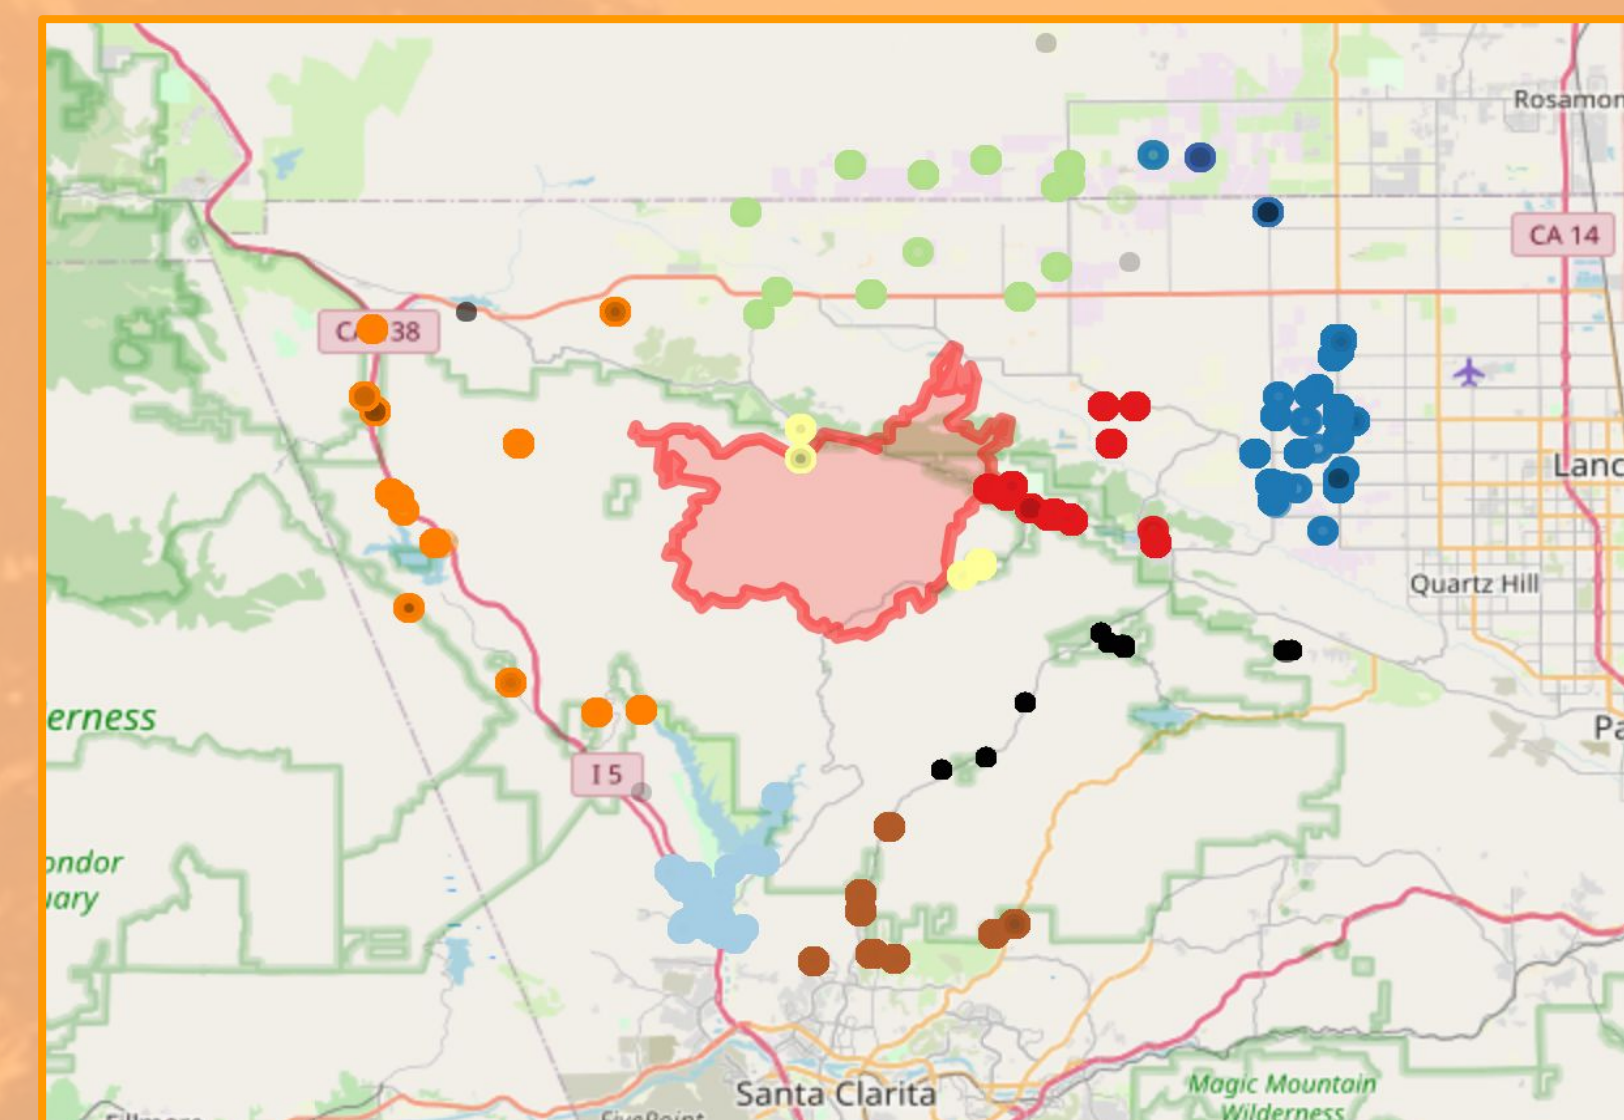 Rosamon
CA 14
CA 38
Lanc
Quartz Hill
erness
Pa
I 5
ondor
uary
Santa Clarita
Magic Mountain
Wilderness